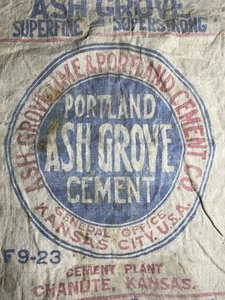 ASH GROVE
SUPERFINE AND SUPERSTRONG
ASH GROVE LIME & PORTLAND CEMENT CO.
PORTLAND
ASH GROVE
CEMENT
GENERAL OFFICE
KANSAS CITY, U.S.A.
F9-23
CEMENT PLANT
CHANUTE, KANSAS.